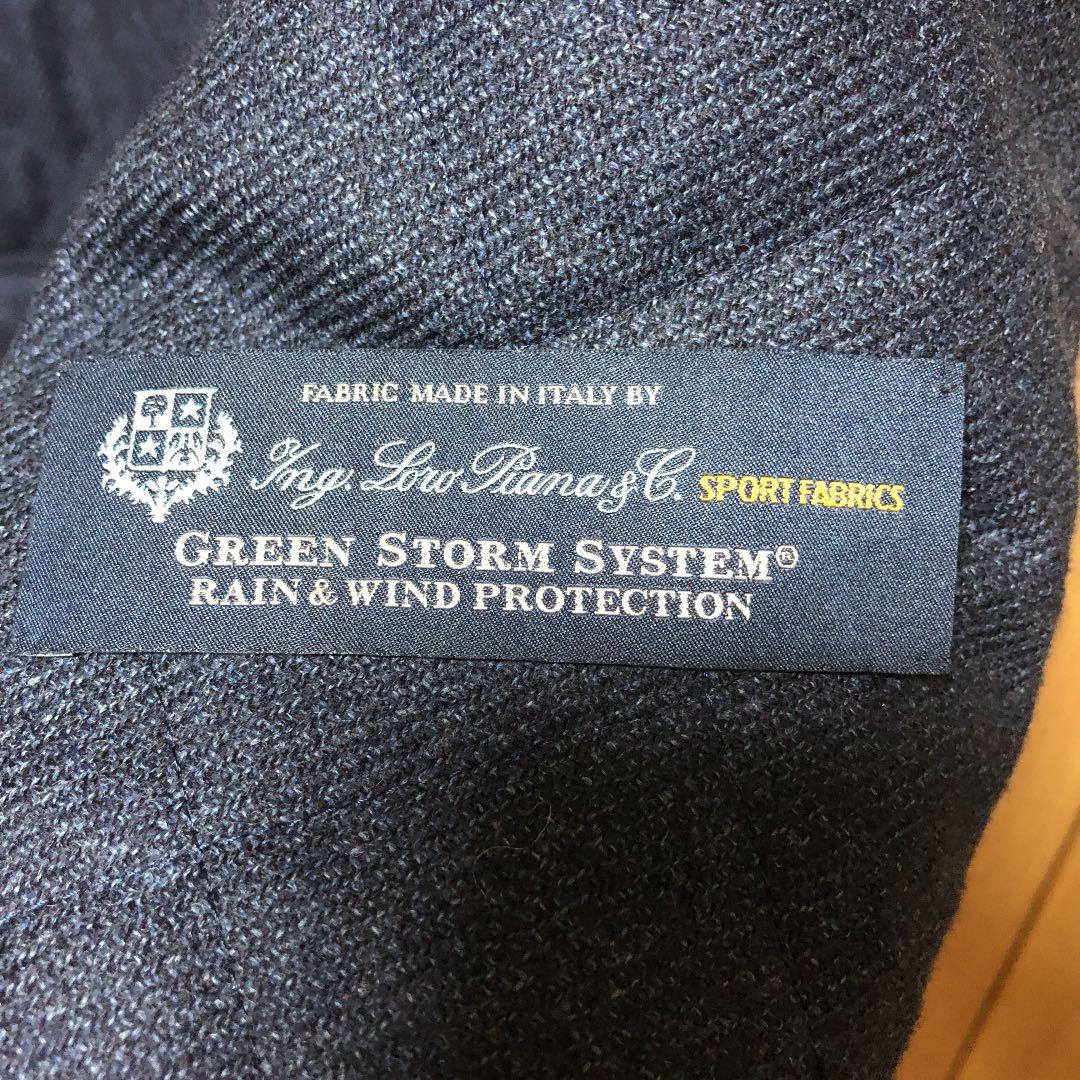 FABRIC MADE IN ITALY BY
Ing. Loro Piana & C. SPORT FABRICS
GREEN STORM SYSTEM®
RAIN & WIND PROTECTION